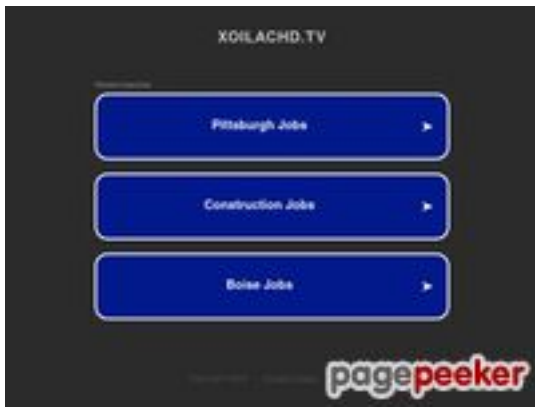 XOILACHD.TV
Pittsburgh Jobs
Construction Jobs
Boise Jobs
pagepeeker